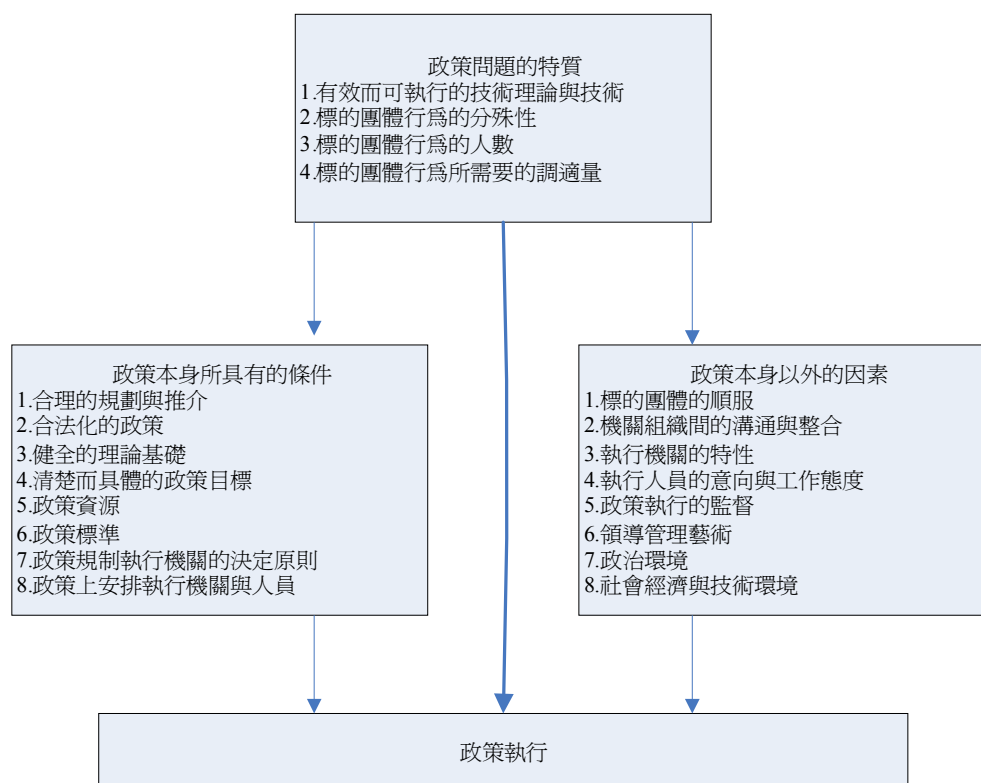 政策問題的特質
1.有效而可執行的技術理論與技術
2.標的團體行為的分殊性
3.標的團體行為的人數
4.標的團體行為所需要的調適量
政策本身所具有的條件
1.合理的規劃與推介
2.合法化的政策
3.健全的理論基礎
4.清楚而具體的政策目標
5.政策資源
6.政策標準
7.政策規制執行機關的決定原則
8.政策上安排執行機關與人員
政策本身以外的因素
1.標的團體的順服
2.機關組織間的溝通與整合
3.執行機關的特性
4.執行人員的意向與工作態度
5.政策執行的監督
6.領導管理藝術
7.政治環境
8.社會經濟與技術環境
政策執行